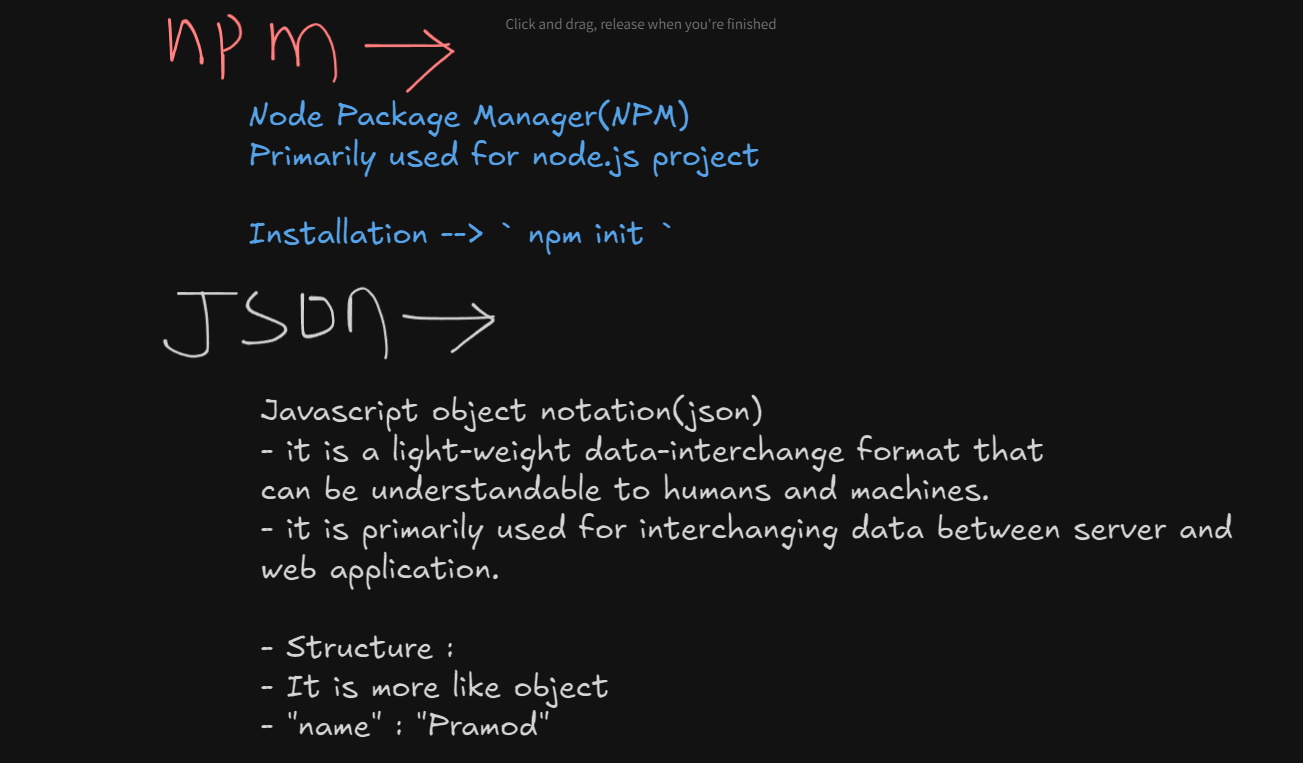 Click and drag, release when you're finished
npm →
Node Package Manager(NPM)
Primarily used for node.js project
Installation --> ` npm init `
JSON →
Javascript object notation(json)
- it is a light-weight data-interchange format that
can be understandable to humans and machines.
- it is primarily used for interchanging data between server and
web application.
- Structure :
- It is more like object
- "name" : "Pramod"